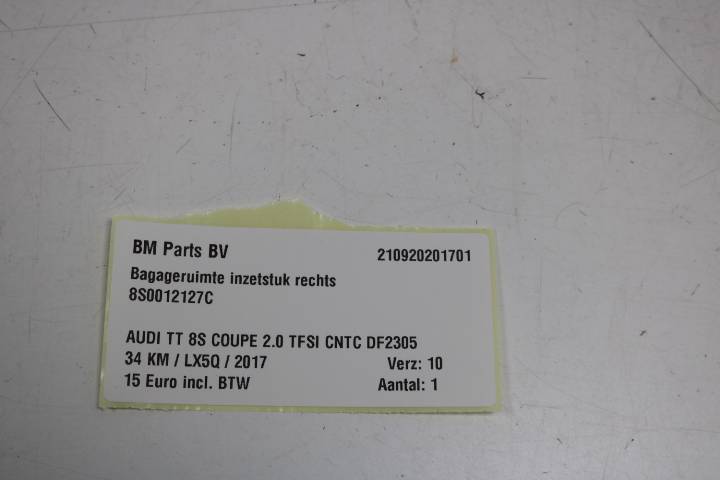 BM Parts BV 210920201701
Bagageruimte inzetstuk rechts
8S0012127C
AUDI TT 8S COUPE 2.0 TFSI CNTC DF2305
34 KM / LX5Q / 2017 Verz: 10
15 Euro incl. BTW Aantal: 1